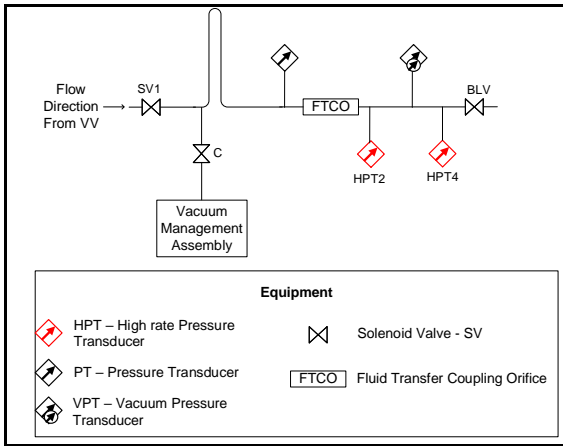 Flow
Direction
From VV
SV1
C
Vacuum
Management
Assembly
FTCO
BLV
HPT2
HPT4
Equipment
HPT – High rate Pressure
Transducer
PT – Pressure Transducer
VPT – Vacuum Pressure
Transducer
Solenoid Valve - SV
FTCO
Fluid Transfer Coupling Orifice